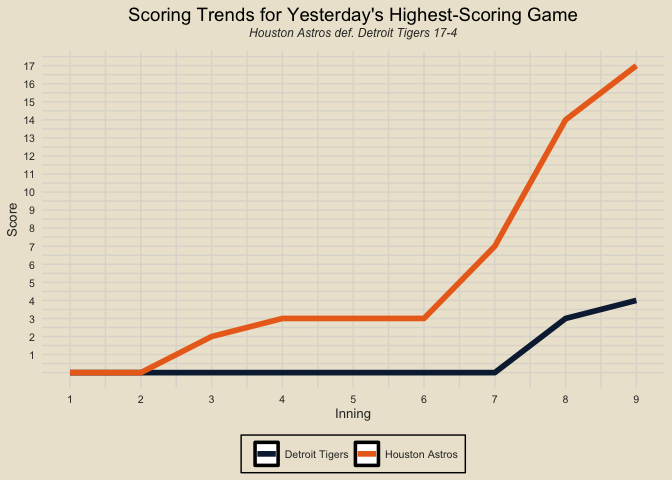 Scoring Trends for Yesterday's Highest-Scoring Game
Houston Astros def. Detroit Tigers 17-4
Score
17
16
15
14
13
12
11
10
9
8
7
6
5
4
3
2
1
1 2 3 4 5 6 7 8 9
Inning
Detroit Tigers Houston Astros